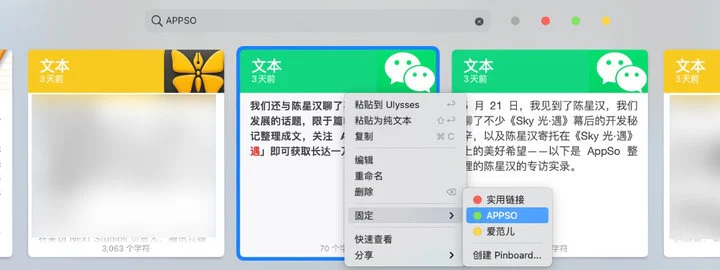 APPSO
文本
3天前
3,063 个字符
文本
3天前
我们还与陈星汉聊了不
发展的话题，限于篇
记整理成文，关注 A
遇」即可获取长达一万
70 个字符
文本
3天前
月 21 日，我见到了陈星汉，我们
聊了不少《Sky 光·遇》幕后的开发秘
辛，以及陈星汉寄托在《Sky 光·遇》
上的美好希望——以下是 AppSo 整
理的陈星汉的专访实录。
字符
粘贴到 Ulysses
粘贴为纯文本
复制 ⌘ C
编辑
重命名
删除
固定
快速查看
分享
实用链接
APPSO
爱范儿
创建 Pinboard...